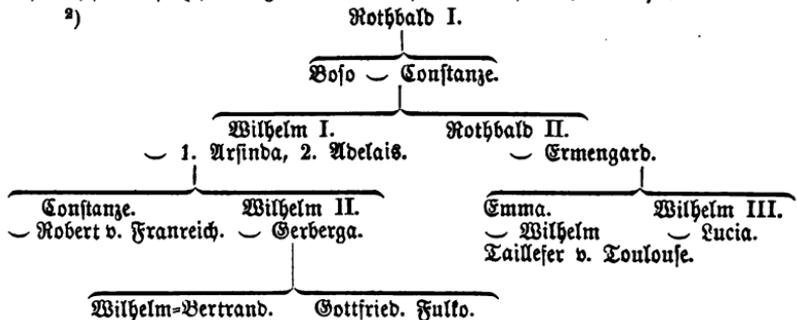 ²) Rothbald I.
Boso ⌣ Constanze.
Wilhelm I. Rothbald II.
⌣ 1. Arsinda, 2. Adelais. ⌣ Ermengard.
Constanze. Wilhelm II. Emma. Wilhelm III.
⌣ Robert v. Franreich. ⌣ Gerberga. ⌣ Wilhelm ⌣ Lucia.
Taillefer v. Toulouse.
Wilhelm=Bertrand. Gottfried. Fulko.